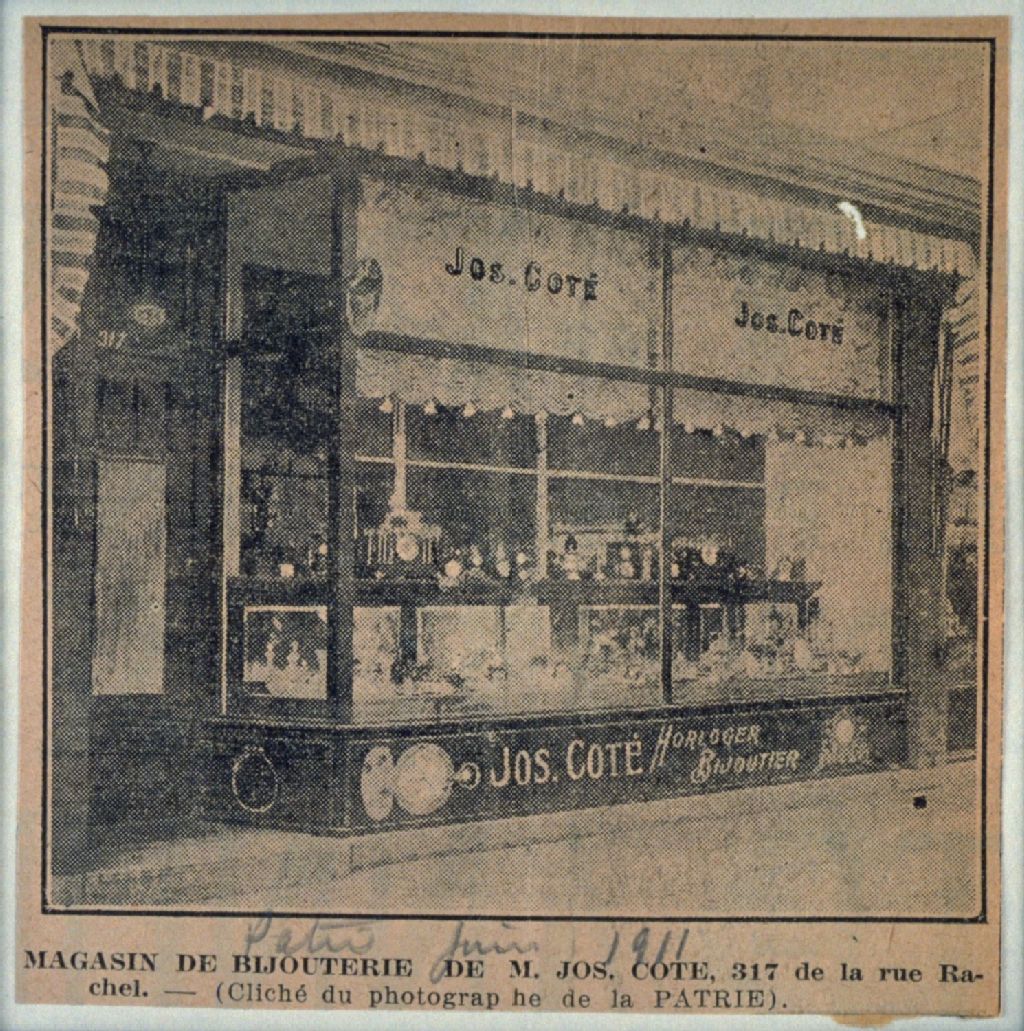 JOS. COTÉ
JOS. COTÉ
317
JOS. COTÉ HORLOGER
BIJOUTIER
Patrie Juin 1911
MAGASIN DE BIJOUTERIE DE M. JOS. COTE, 317 de la rue Ra-
chel. — (Cliché du photograp he de la PATRIE).